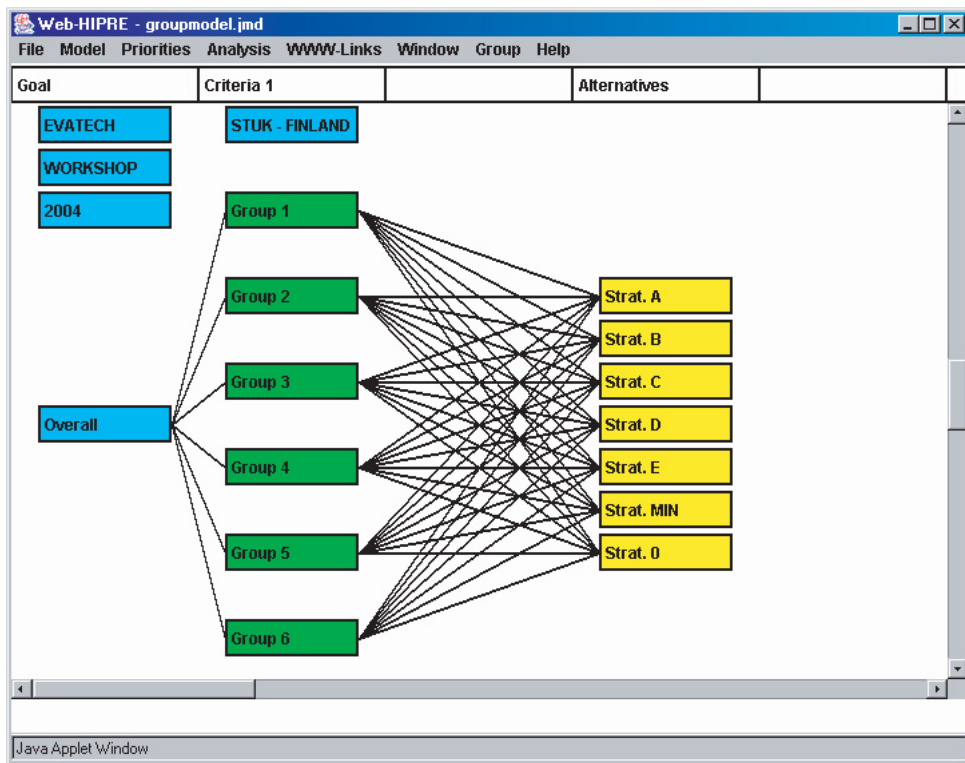 Web-HIPRE - groupmodel.jmd
File Model Priorities Analysis WWW-Links Window Group Help
Goal Criteria 1 Alternatives
EVATECH STUK - FINLAND
WORKSHOP
2004 Group 1
Group 2 Strat. A
Strat. B
Group 3 Strat. C
Overall Strat. D
Group 4 Strat. E
Strat. MIN
Group 5 Strat. 0
Group 6
Java Applet Window